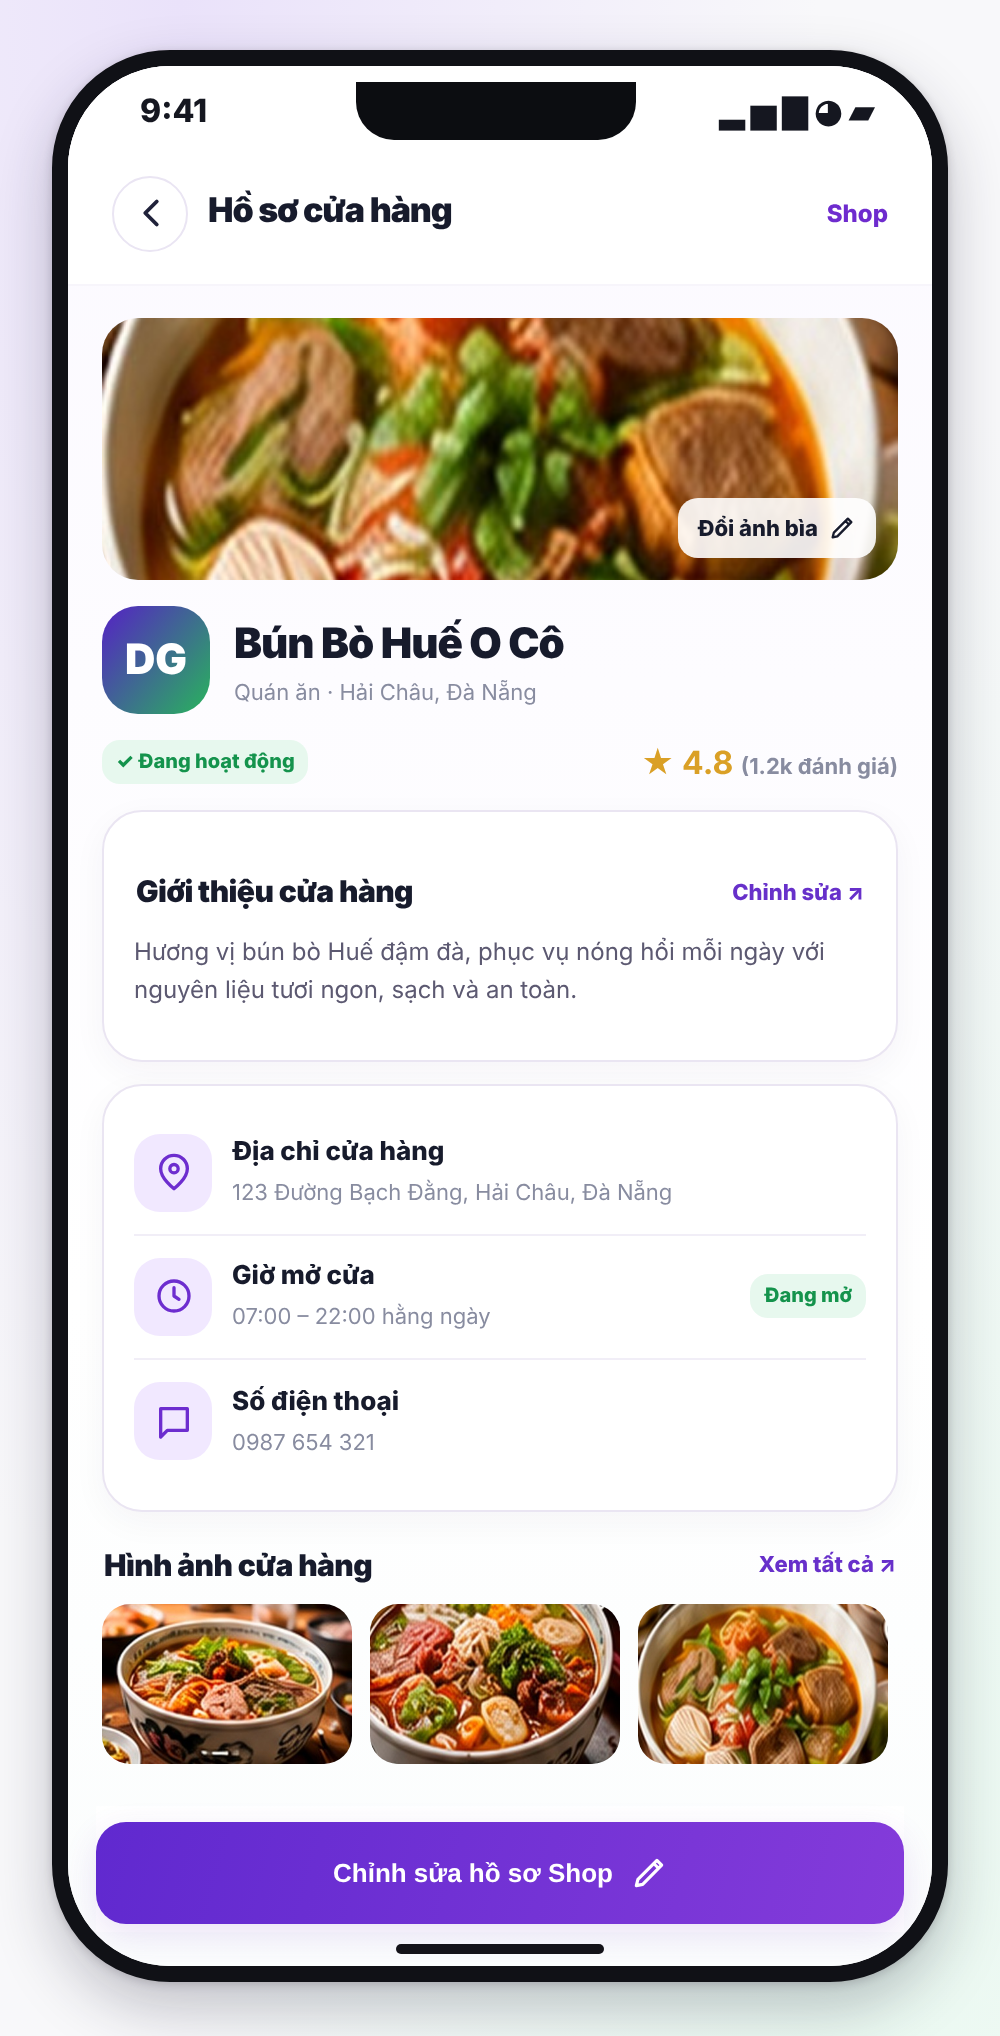 9:41
Hồ sơ cửa hàng
Shop
Đổi ảnh bìa
DG
Bún Bò Huế O Cô
Quán ăn · Hải Châu, Đà Nẵng
✓ Đang hoạt động
★ 4.8 (1.2k đánh giá)
Giới thiệu cửa hàng
Chỉnh sửa ↗
Hương vị bún bò Huế đậm đà, phục vụ nóng hổi mỗi ngày với
nguyên liệu tươi ngon, sạch và an toàn.
Địa chỉ cửa hàng
123 Đường Bạch Đằng, Hải Châu, Đà Nẵng
Giờ mở cửa
07:00 – 22:00 hằng ngày
Đang mở
Số điện thoại
0987 654 321
Hình ảnh cửa hàng
Xem tất cả ↗
Chỉnh sửa hồ sơ Shop